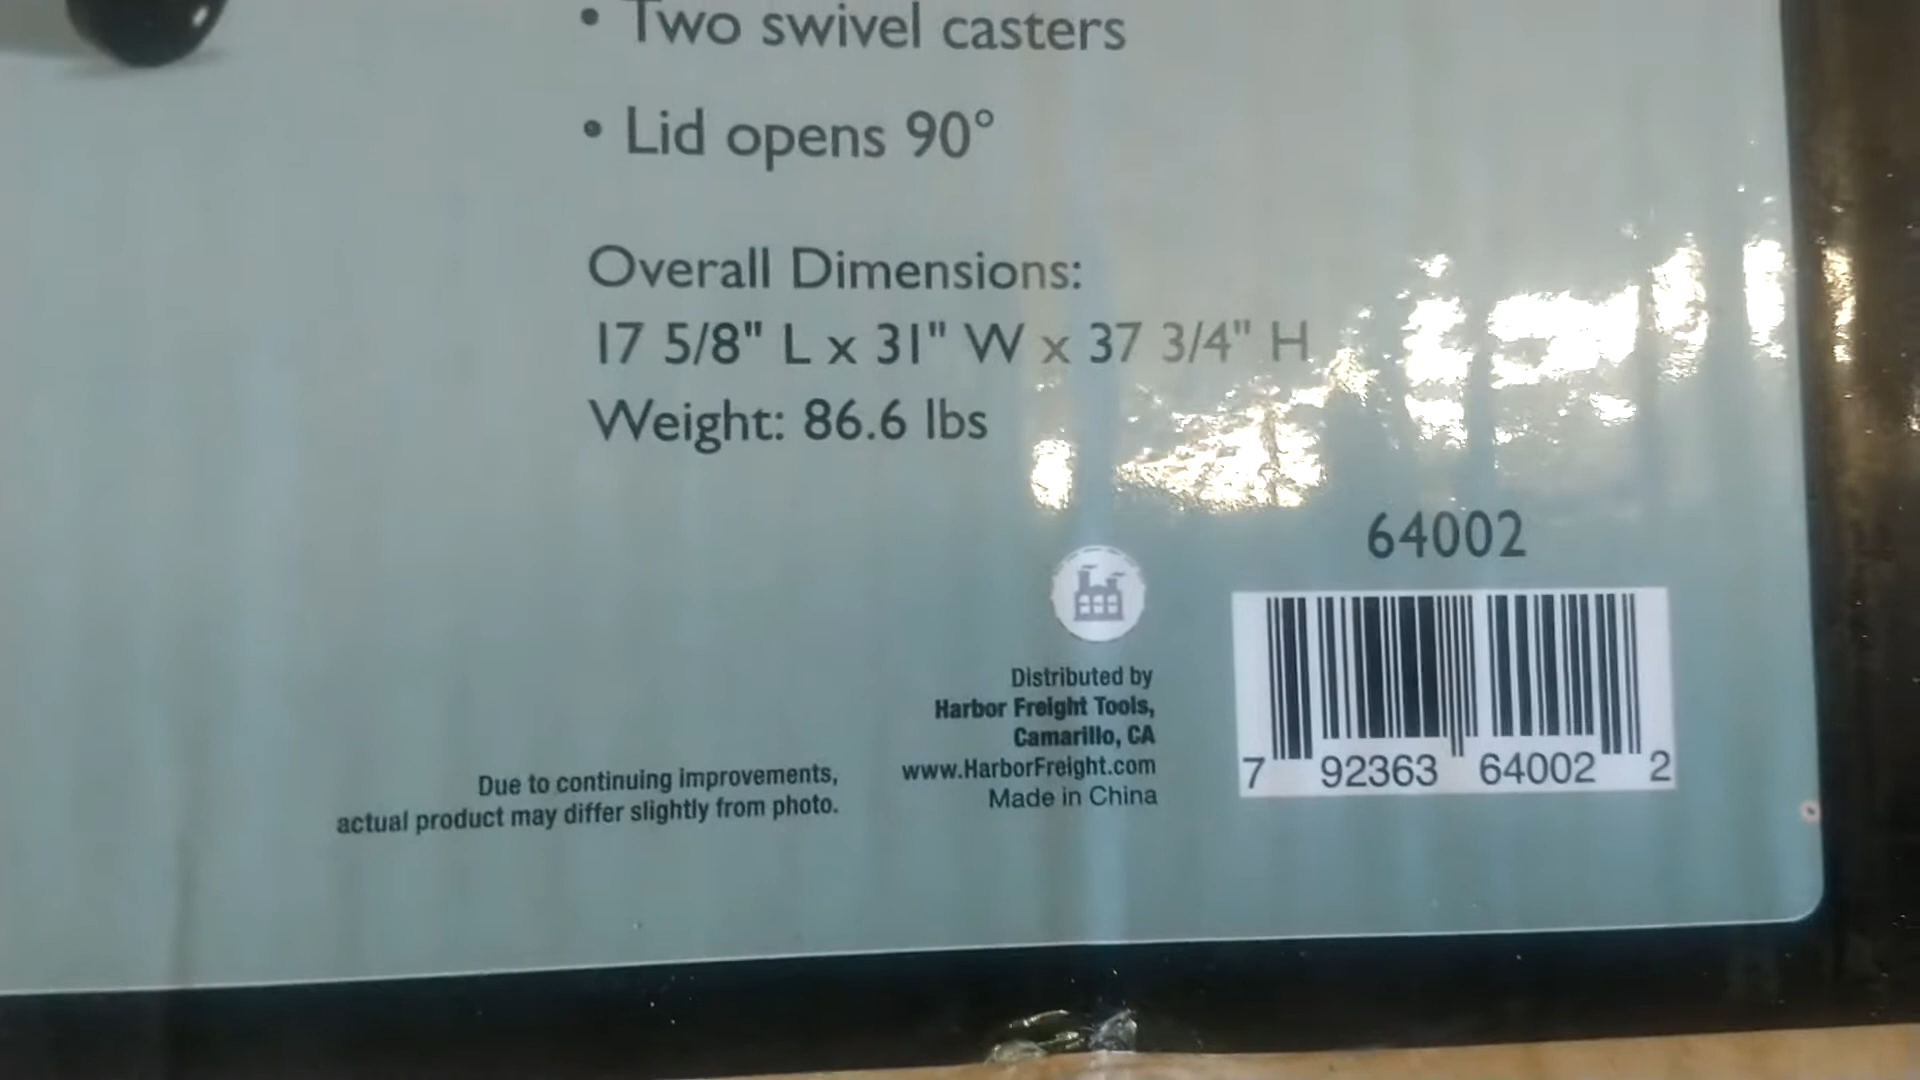 • Two swivel casters
• Lid opens 90°
Overall Dimensions:
17 5/8" L x 31" W x 37 3/4" H
Weight: 86.6 lbs
64002
Distributed by
Harbor Freight Tools,
Camarillo, CA
www.HarborFreight.com
Made in China
7 92363 64002 2
Due to continuing improvements,
actual product may differ slightly from photo.